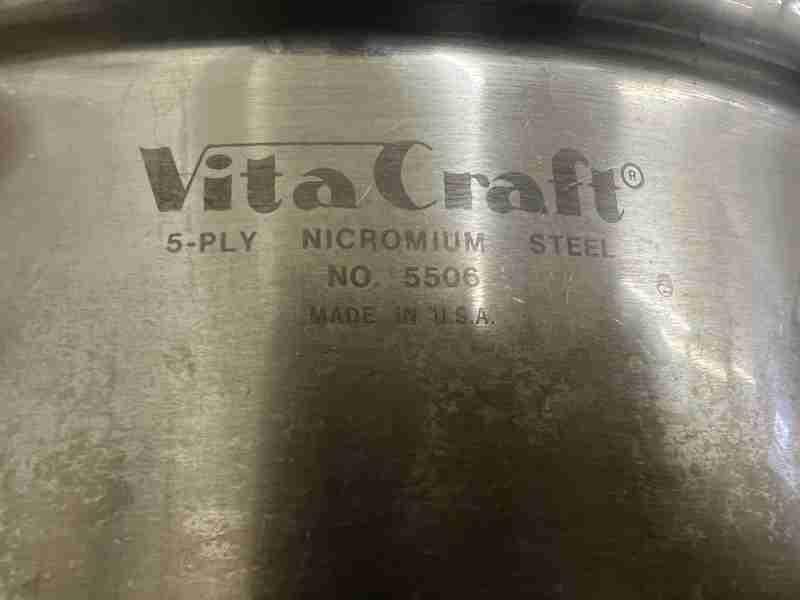 VitaCraft®
5-PLY NICROMIUM STEEL
NO. 5506
MADE IN U.S.A.